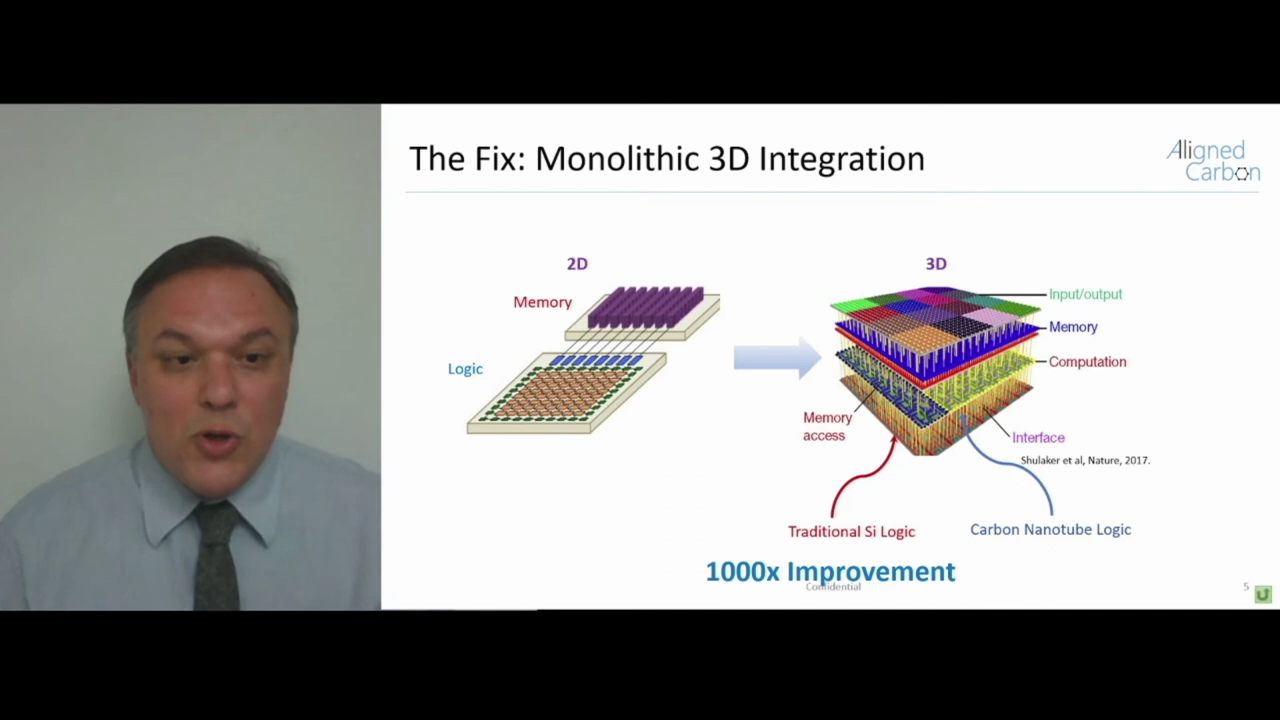 The Fix: Monolithic 3D Integration
Aligned
Carbon
2D
3D
Memory
Logic
Input/output
Memory
Computation
Memory
access
Interface
Shulaker et al, Nature, 2017.
Traditional Si Logic
Carbon Nanotube Logic
1000x Improvement
Confidential
5